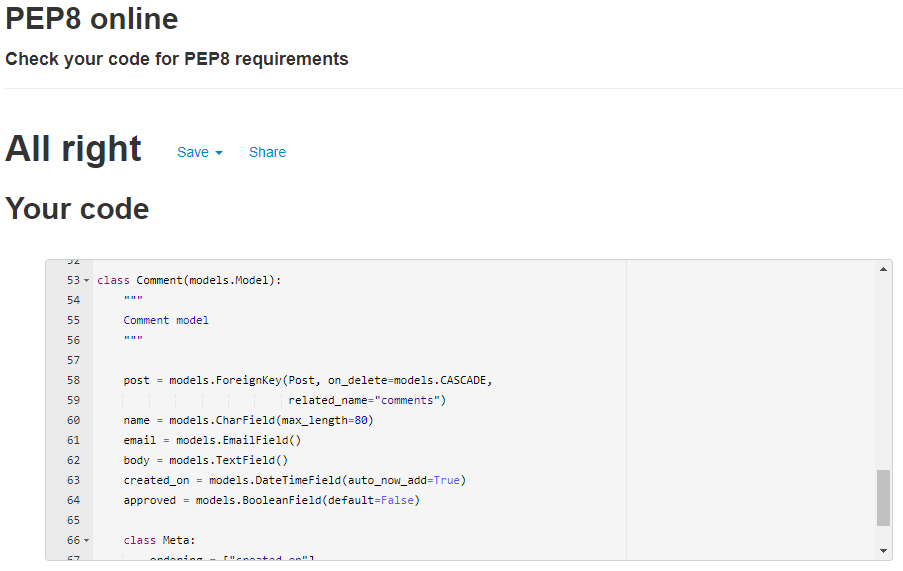 PEP8 online
Check your code for PEP8 requirements
All right Save Share
Your code
52
53 class Comment(models.Model):
54 """
55 Comment model
56 """
57
58 post = models.ForeignKey(Post, on_delete=models.CASCADE,
59 related_name="comments")
60 name = models.CharField(max_length=80)
61 email = models.EmailField()
62 body = models.TextField()
63 created_on = models.DateTimeField(auto_now_add=True)
64 approved = models.BooleanField(default=False)
65
66 class Meta:
67 ordering = ["created_on"]